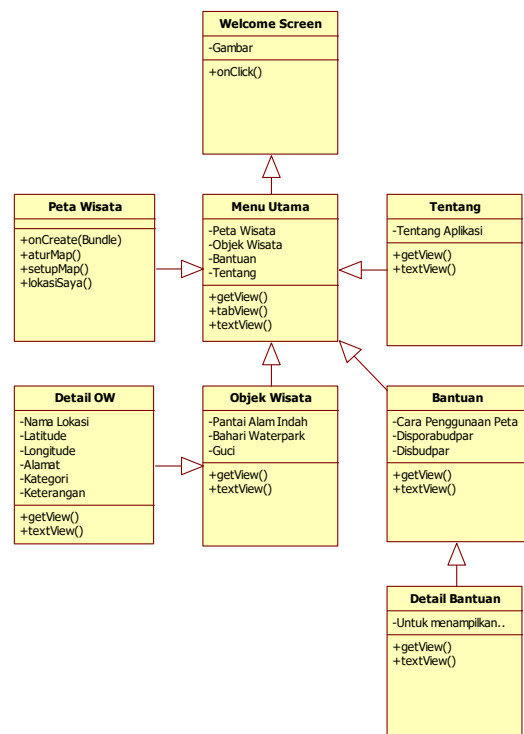 Welcome Screen
-Gambar
+onClick()
Peta Wisata
+onCreate(Bundle)
+aturMap()
+setupMap()
+lokasiSaya()
Menu Utama
-Peta Wisata
-Objek Wisata
-Bantuan
-Tentang
+getView()
+tabView()
+textView()
Tentang
-Tentang Aplikasi
+getView()
+textView()
Detail OW
-Nama Lokasi
-Latitude
-Longitude
-Alamat
-Kategori
-Keterangan
+getView()
+textView()
Objek Wisata
-Pantai Alam Indah
-Bahari Waterpark
-Guci
+getView()
+textView()
Bantuan
-Cara Penggunaan Peta
-Disporabudpar
-Disbudpar
+getView()
+textView()
Detail Bantuan
-Untuk menampilkan..
+getView()
+textView()